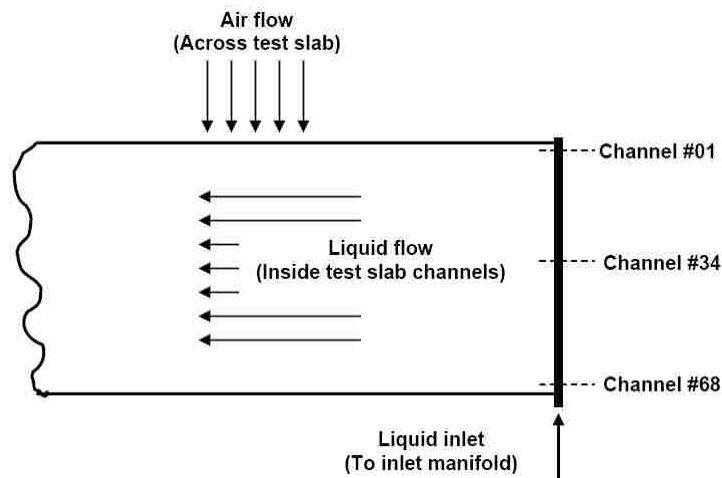 Air flow
(Across test slab)
Channel #01
Liquid flow
(Inside test slab channels)
Channel #34
Channel #68
Liquid inlet
(To inlet manifold)